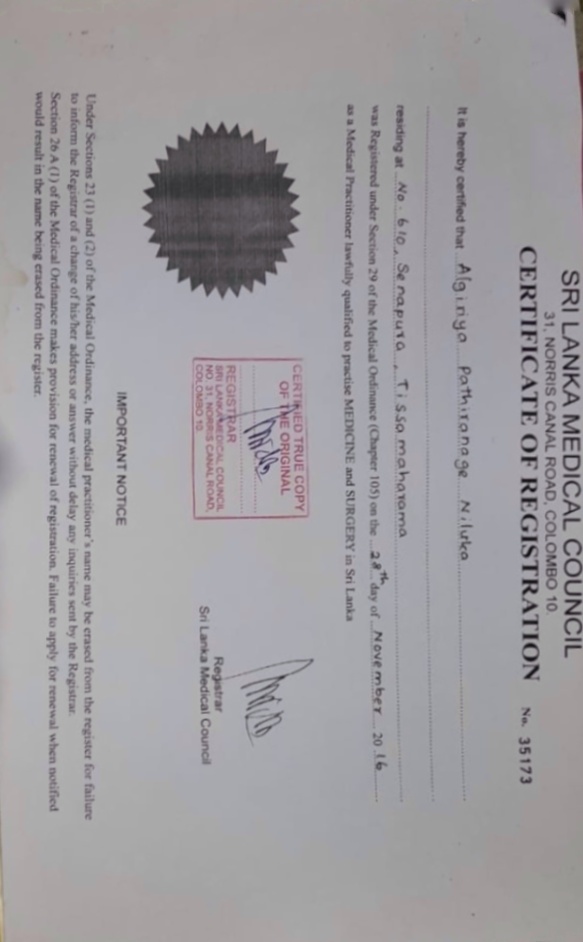 SRI LANKA MEDICAL COUNCIL
31, NORRIS CANAL ROAD, COLOMBO 10.
CERTIFICATE OF REGISTRATION No. 35173
It is hereby certified that Algiriya Pathiranage Niluka
residing at No. 610, Senapura, Tissamaharama
was Registered under Section 29 of the Medical Ordinance (Chapter 105) on the 28th day of November 2016
as a Medical Practitioner lawfully qualified to practise MEDICINE and SURGERY in Sri Lanka
CERTIFIED TRUE COPY
OF THE ORIGINAL
REGISTRAR
SRI LANKA MEDICAL COUNCIL
NO. 31, NORRIS CANAL ROAD,
COLOMBO 10.
Registrar
Sri Lanka Medical Council
IMPORTANT NOTICE
Under Sections 23 (1) and (2) of the Medical Ordinance, the medical practitioner's name may be erased from the register for failure
to inform the Registrar of a change of his/her address or answer without delay any inquiries sent by the Registrar.
Section 26 A (1) of the Medical Ordinance makes provision for renewal of registration. Failure to apply for renewal when notified
would result in the name being erased from the register.